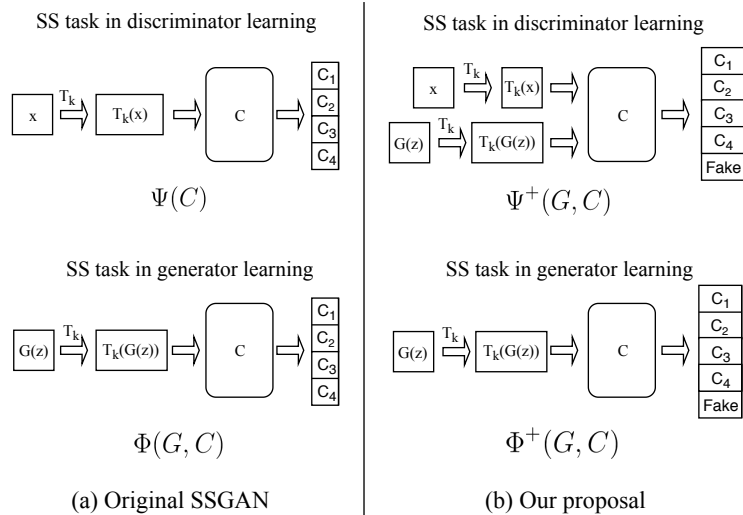 SS task in discriminator learning
x
T_k
T_k(x)
C
C_1
C_2
C_3
C_4
Ψ(C)
SS task in generator learning
G(z)
T_k
T_k(G(z))
C
C_1
C_2
C_3
C_4
Φ(G, C)
(a) Original SSGAN
SS task in discriminator learning
x
T_k
T_k(x)
G(z)
T_k
T_k(G(z))
C
C_1
C_2
C_3
C_4
Fake
Ψ^+(G, C)
SS task in generator learning
G(z)
T_k
T_k(G(z))
C
C_1
C_2
C_3
C_4
Fake
Φ^+(G, C)
(b) Our proposal